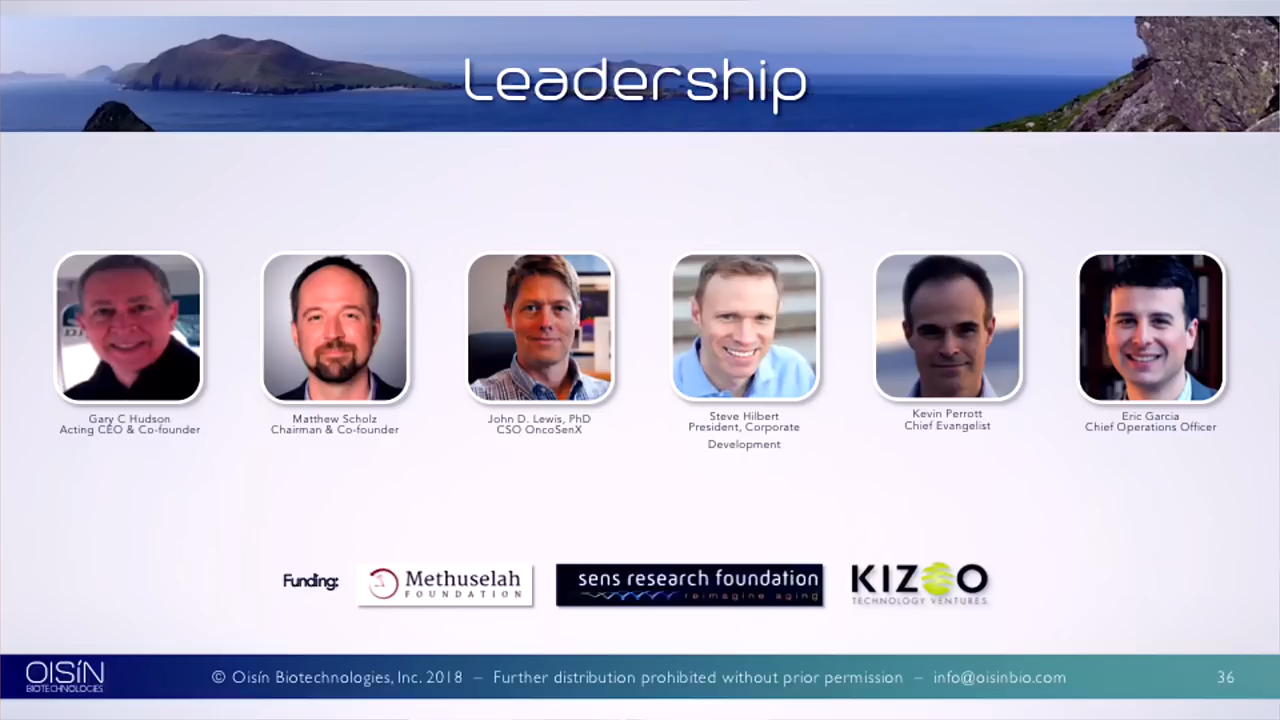 Leadership
Gary C Hudson
Acting CEO & Co-founder
Matthew Scholz
Chairman & Co-founder
John D. Lewis, PhD
CSO OncoSenX
Steve Hilbert
President, Corporate
Development
Kevin Perrott
Chief Evangelist
Eric Garcia
Chief Operations Officer
Funding:
Methuselah
FOUNDATION
sens research foundation
reimagine aging
KIZOO
TECHNOLOGY VENTURES
OISÍN
BIOTECHNOLOGIES
© Oisín Biotechnologies, Inc. 2018 – Further distribution prohibited without prior permission – info@oisinbio.com
36